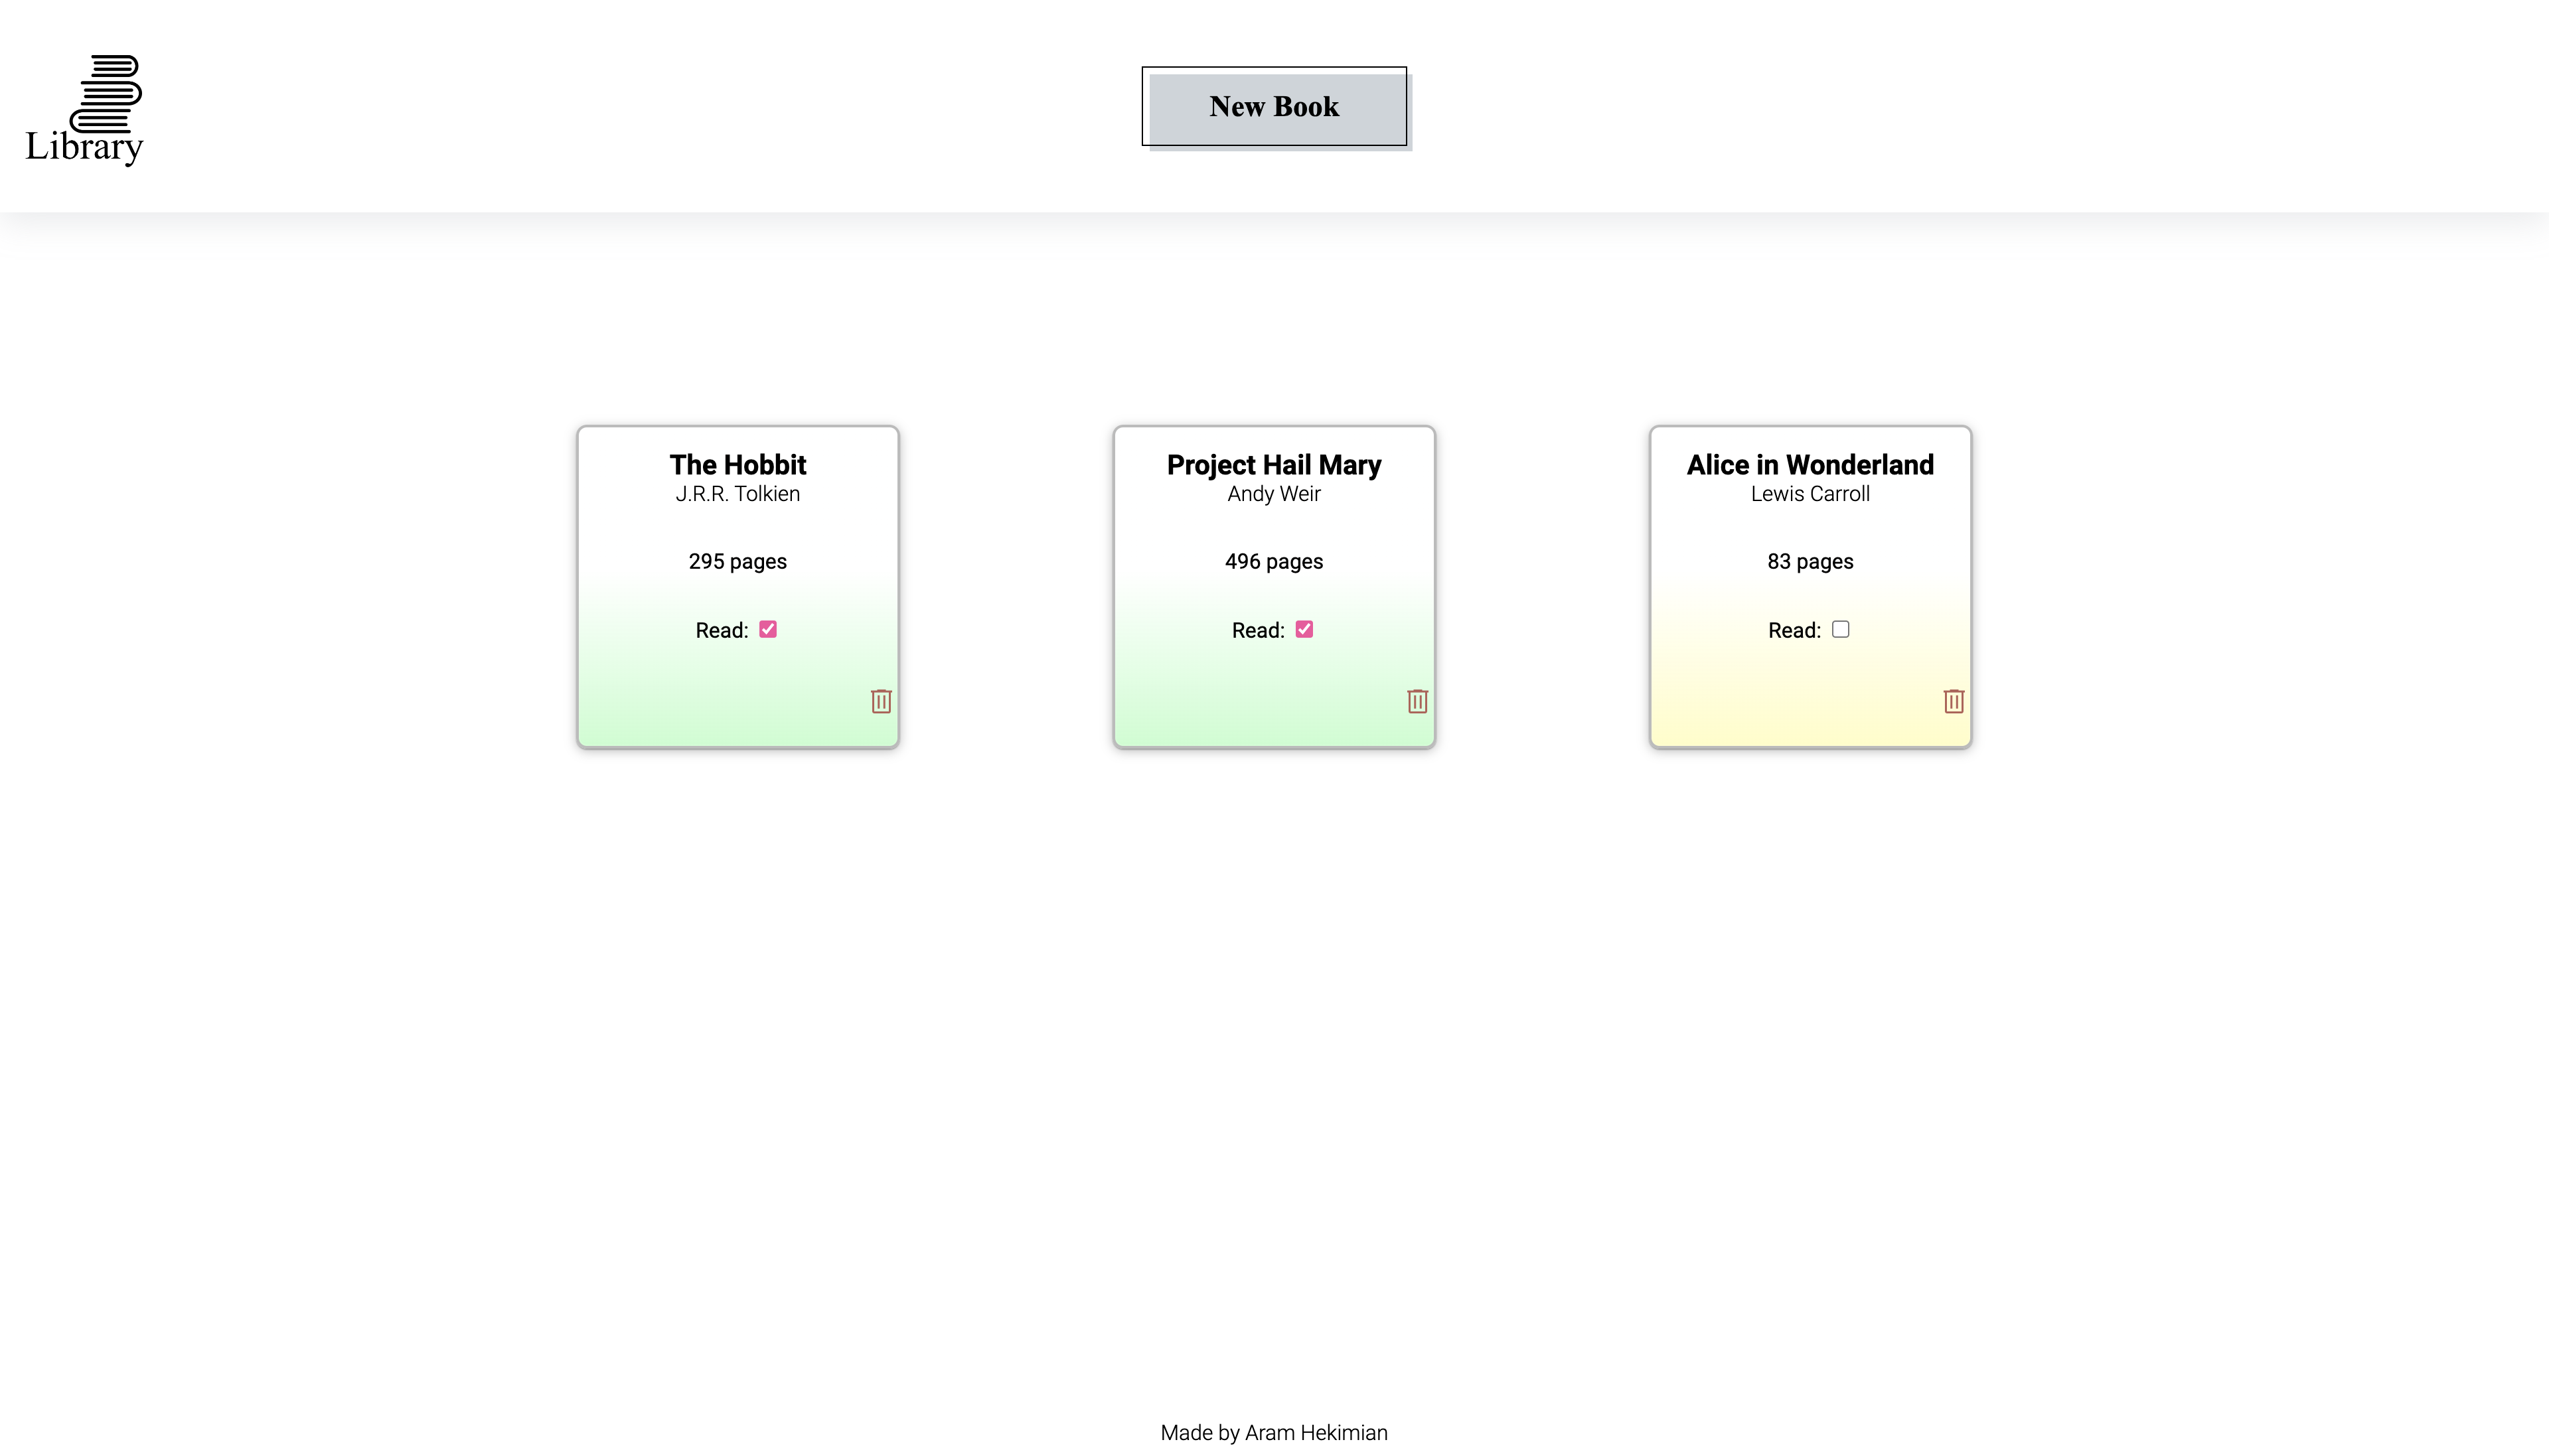 Library
New Book
The Hobbit
J.R.R. Tolkien
295 pages
Read:
Project Hail Mary
Andy Weir
496 pages
Read:
Alice in Wonderland
Lewis Carroll
83 pages
Read:
Made by Aram Hekimian